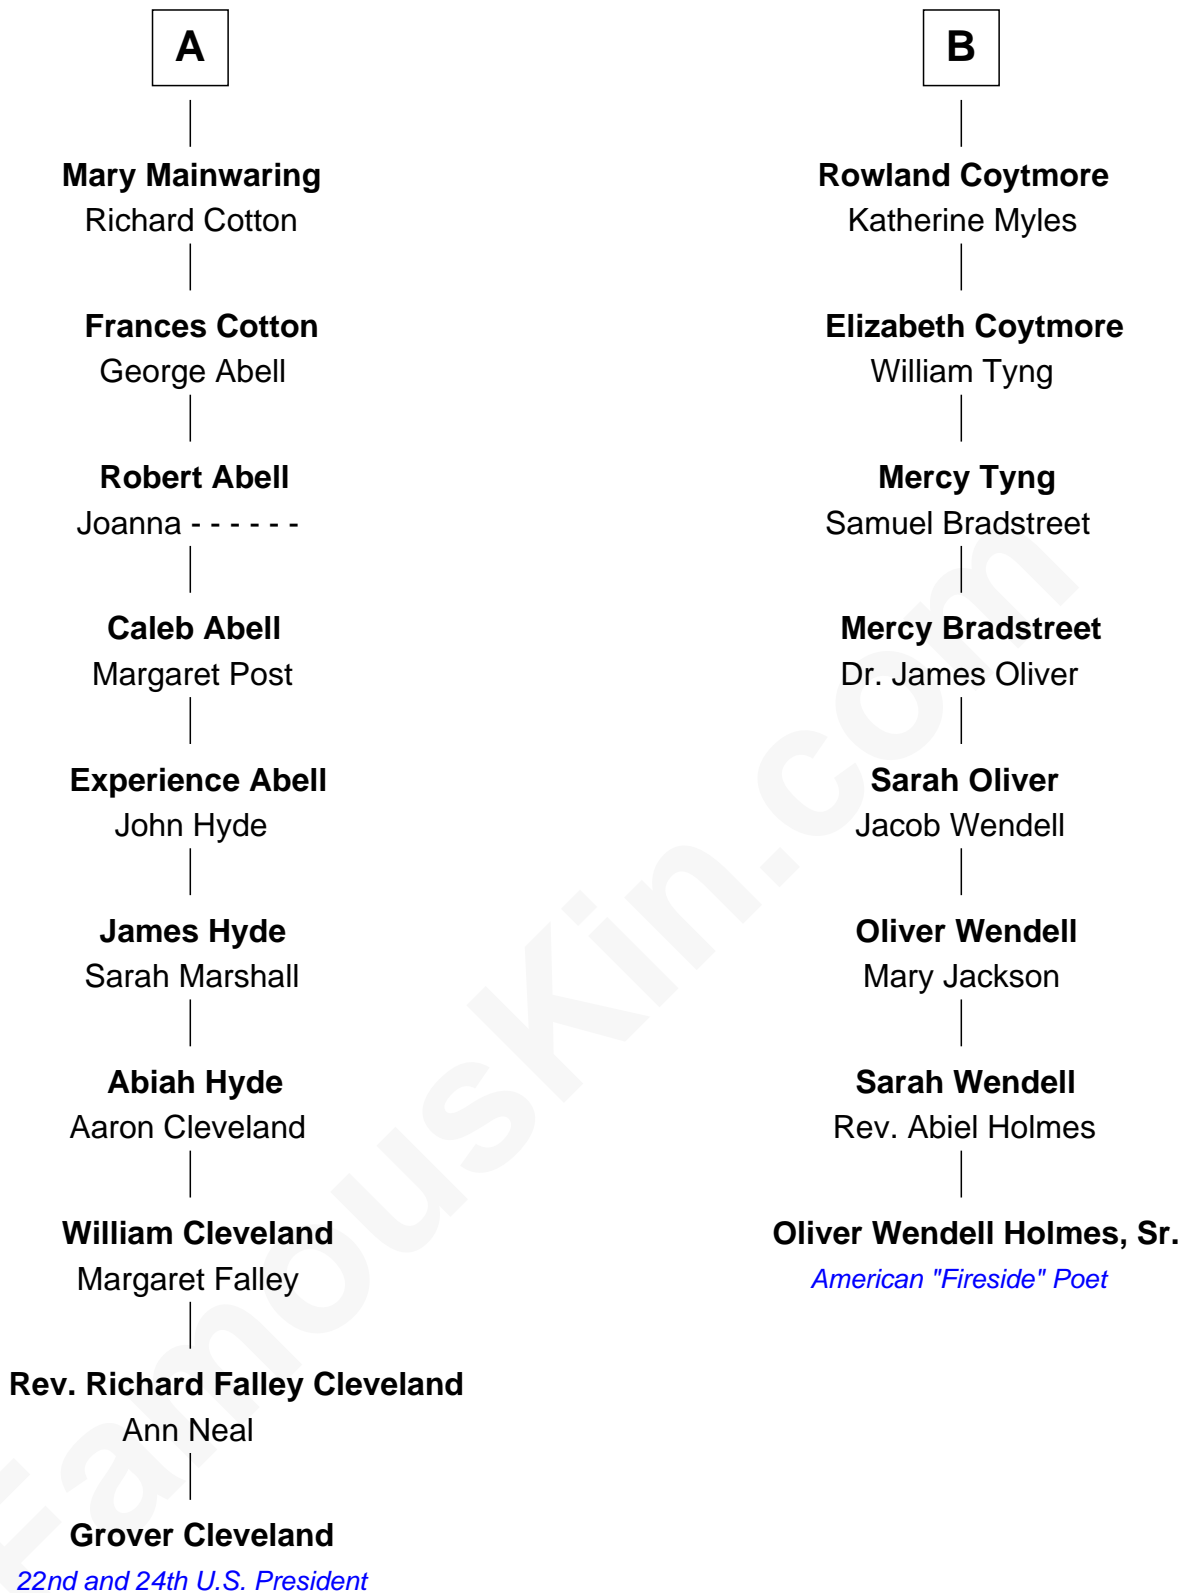 A
Mary Mainwaring
Richard Cotton
Frances Cotton
George Abell
Robert Abell
Joanna - - - - - -
Caleb Abell
Margaret Post
Experience Abell
John Hyde
James Hyde
Sarah Marshall
Abiah Hyde
Aaron Cleveland
William Cleveland
Margaret Falley
Rev. Richard Falley Cleveland
Ann Neal
Grover Cleveland
22nd and 24th U.S. President
B
Rowland Coytmore
Katherine Myles
Elizabeth Coytmore
William Tyng
Mercy Tyng
Samuel Bradstreet
Mercy Bradstreet
Dr. James Oliver
Sarah Oliver
Jacob Wendell
Oliver Wendell
Mary Jackson
Sarah Wendell
Rev. Abiel Holmes
Oliver Wendell Holmes, Sr.
American "Fireside" Poet
FamousKin.com